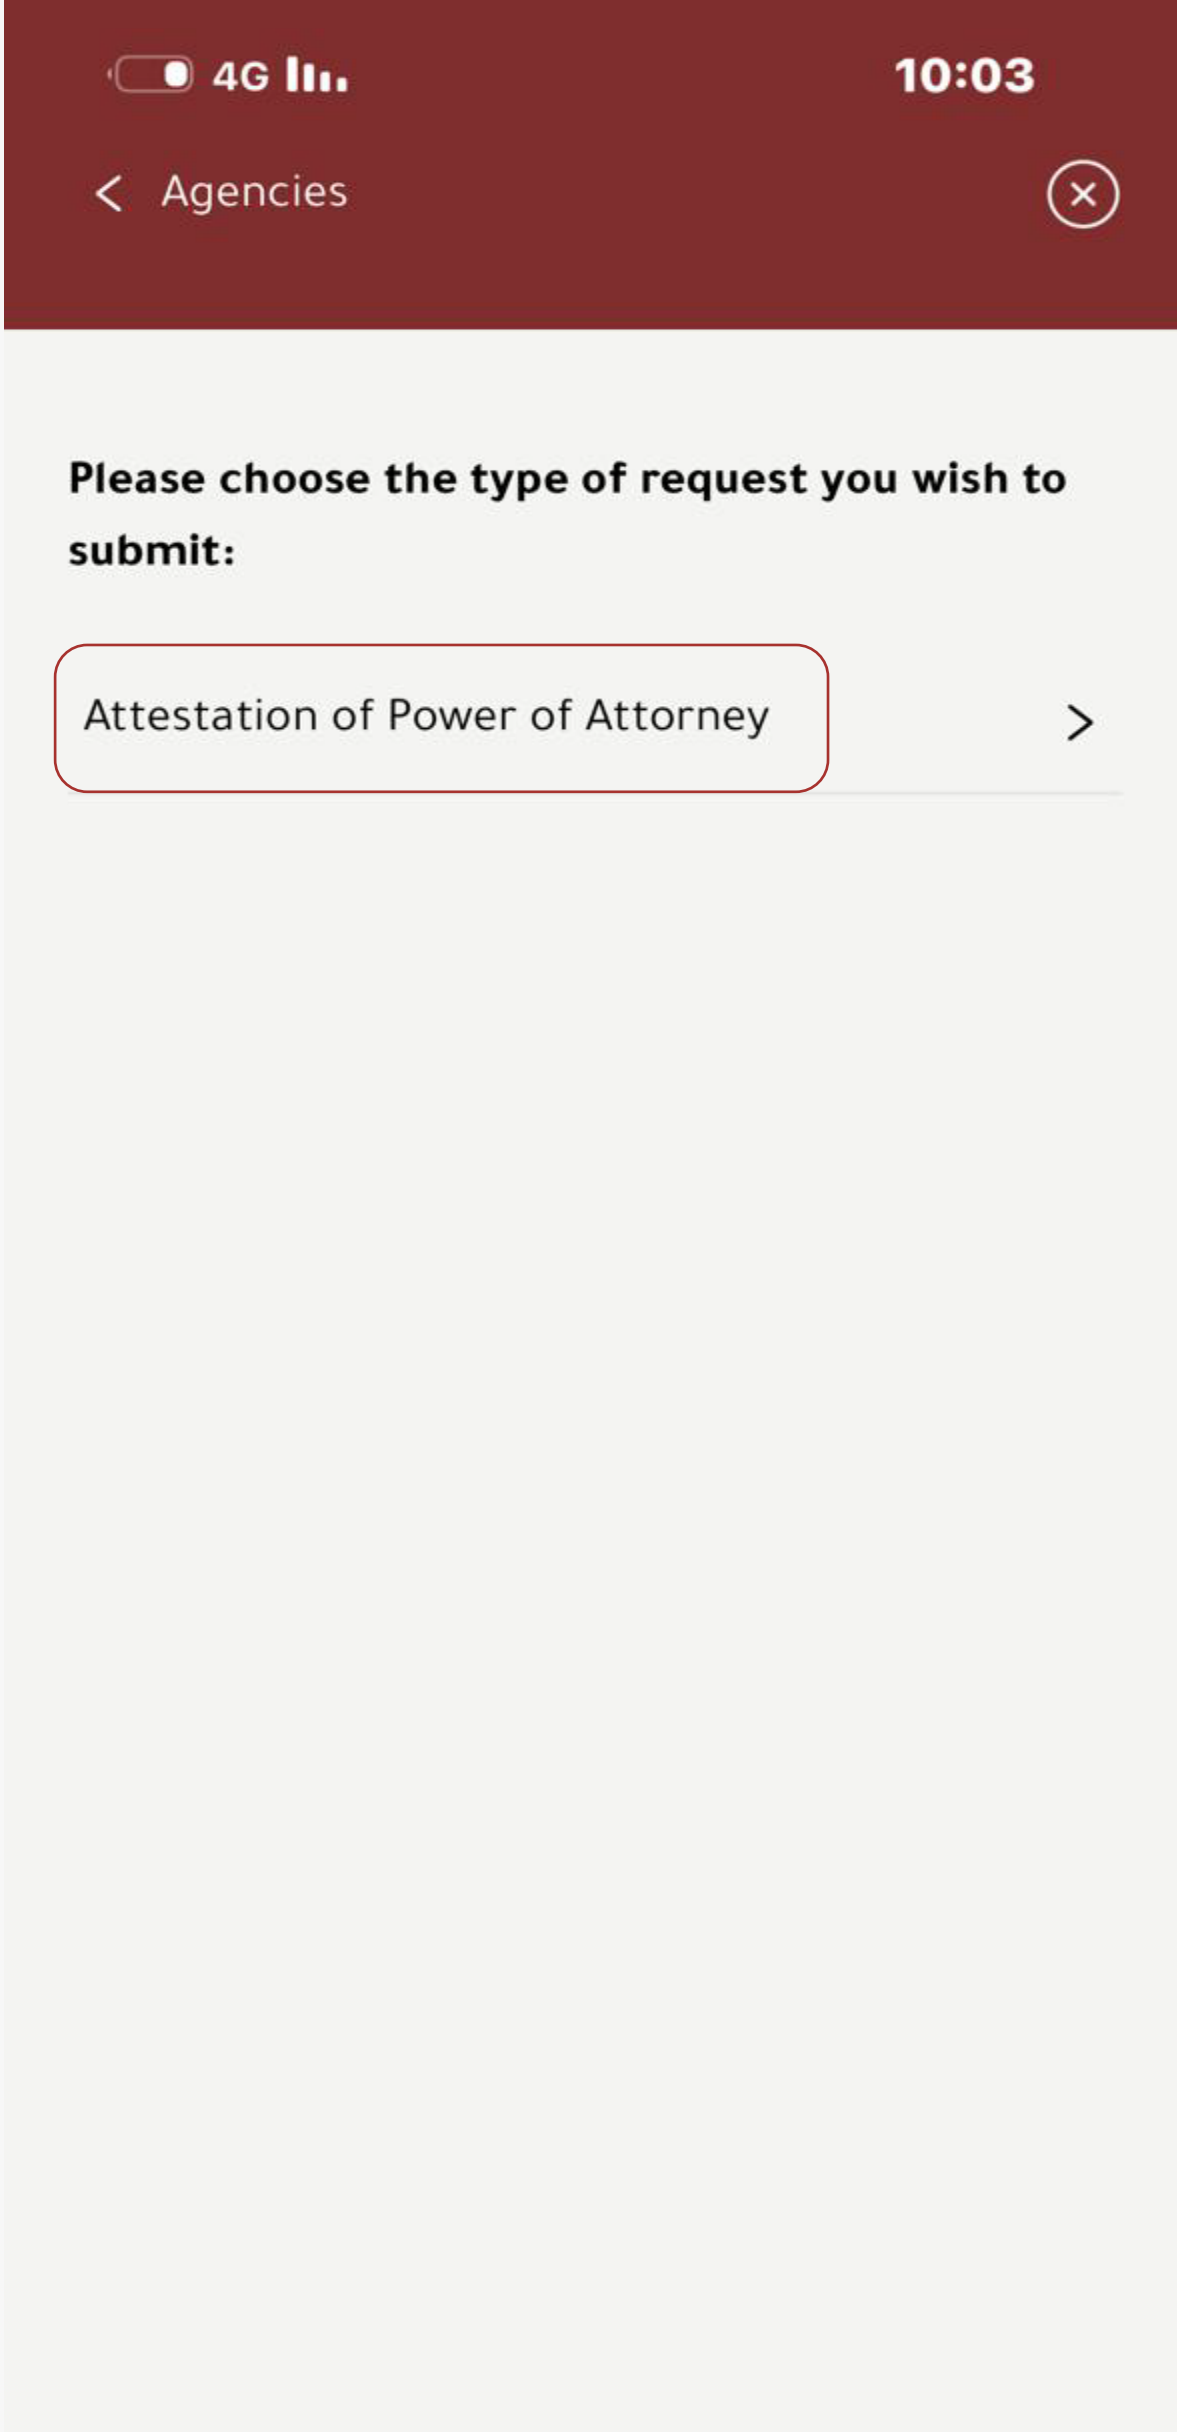 4G 10:03
Agencies
Please choose the type of request you wish to
submit:
Attestation of Power of Attorney